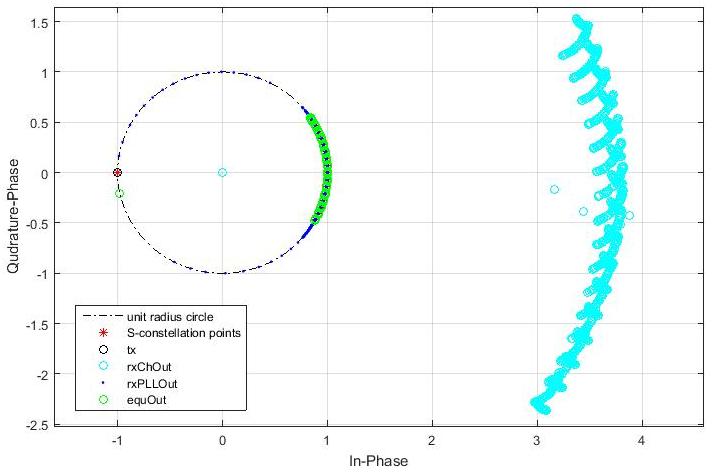 1.5
1
0.5
0
-0.5
-1
-1.5
-2
-2.5
Qudrature-Phase
unit radius circle
S-constellation points
tx
rxChOut
rxPLLOut
equOut
-1 0 1 2 3 4
In-Phase